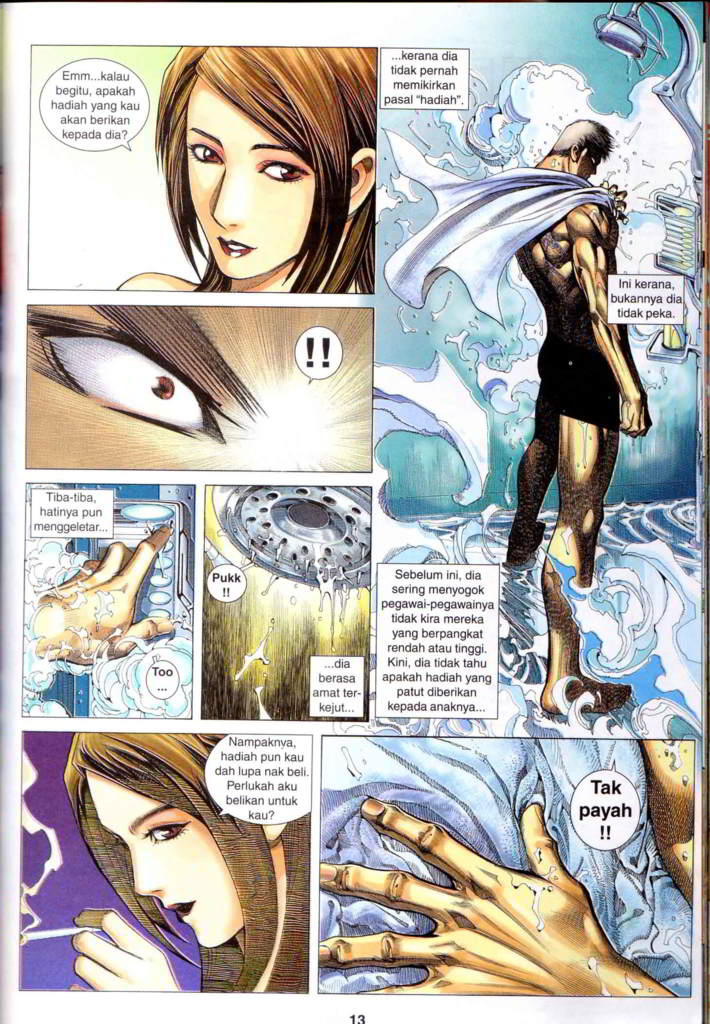 Emm...kalau
begitu, apakah
hadiah yang kau
akan berikan
kepada dia?
!!
Tiba-tiba,
hatinya pun
menggeletar...
Too
...
Pukk
!!
...dia
berasa
amat ter-
kejut...
...kerana dia
tidak pernah
memikirkan
pasal "hadiah".
Ini kerana,
bukannya dia
tidak peka.
Sebelum ini, dia
sering menyogok
pegawai-pegawainya
tidak kira mereka
yang berpangkat
rendah atau tinggi.
Kini, dia tidak tahu
apakah hadiah yang
patut diberikan
kepada anaknya...
Nampaknya,
hadiah pun kau
dah lupa nak beli.
Perlukah aku
belikan untuk
kau?
Tak
payah
!!
13